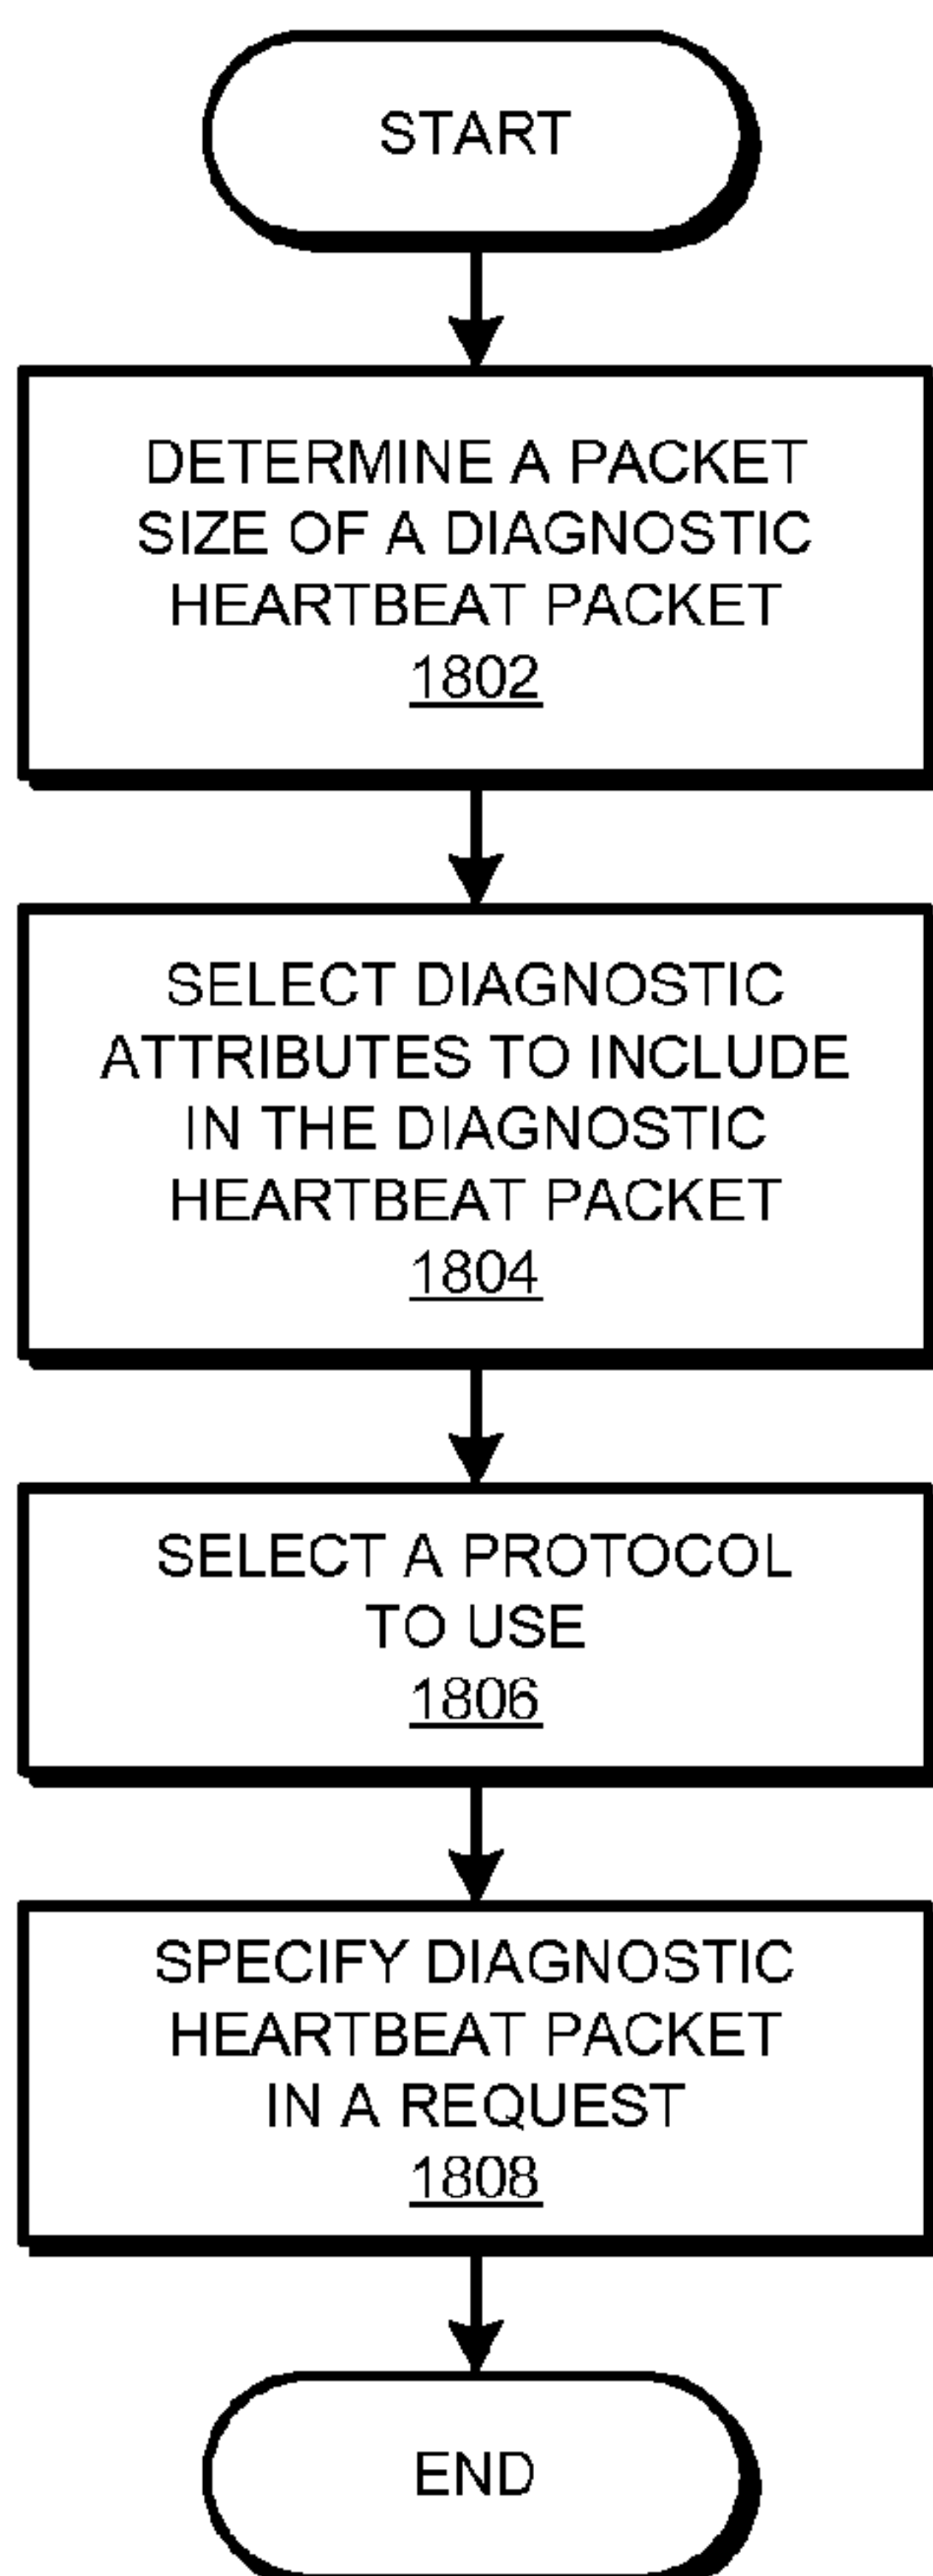 START
DETERMINE A PACKET
SIZE OF A DIAGNOSTIC
HEARTBEAT PACKET
1802
SELECT DIAGNOSTIC
ATTRIBUTES TO INCLUDE
IN THE DIAGNOSTIC
HEARTBEAT PACKET
1804
SELECT A PROTOCOL
TO USE
1806
SPECIFY DIAGNOSTIC
HEARTBEAT PACKET
IN A REQUEST
1808
END